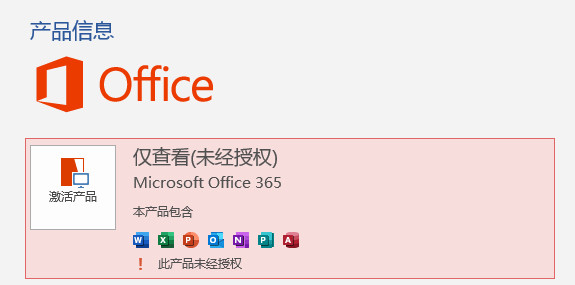 产品信息
Office
仅查看(未经授权)
Microsoft Office 365
激活产品
本产品包含
W X P O N P A
! 此产品未经授权